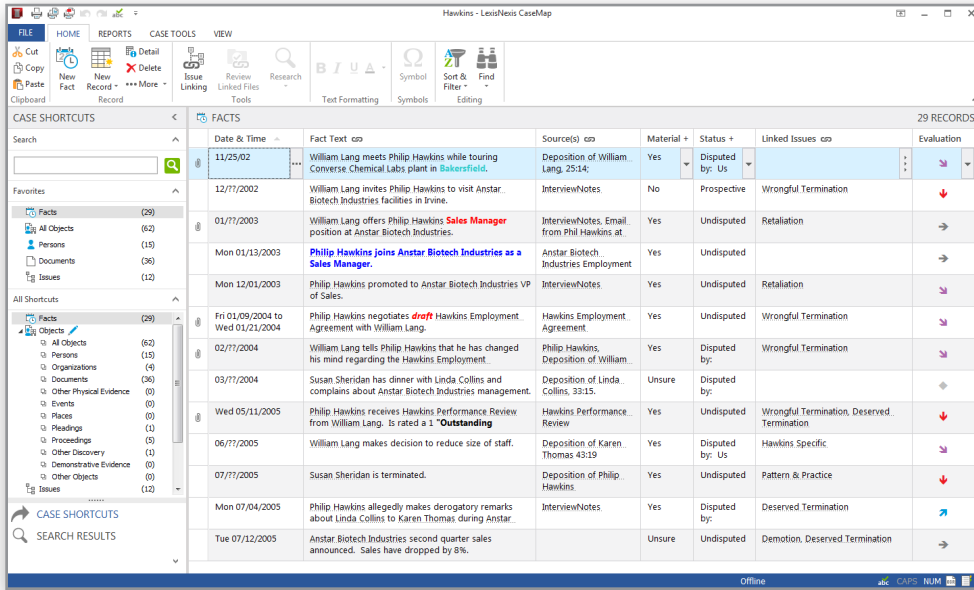 Hawkins - LexisNexis CaseMap
FILE HOME REPORTS CASE TOOLS VIEW
Cut
Copy
Paste
Clipboard
New Fact
New Record
Detail
Delete
More
Record
Issue Linking
Review Linked Files
Research
Tools
B I U A
Text Formatting
Symbol
Symbols
Sort & Filter
Find
Editing
CASE SHORTCUTS
Search
Favorites
Facts (29)
All Objects (62)
Persons (15)
Documents (36)
Issues (12)
All Shortcuts
Facts (29)
Objects
All Objects (62)
Persons (15)
Organizations (4)
Documents (36)
Other Physical Evidence (0)
Events (0)
Places (0)
Pleadings (1)
Proceedings (5)
Other Discovery (1)
Demonstrative Evidence (0)
Other Objects (0)
Issues (12)
CASE SHORTCUTS
SEARCH RESULTS
FACTS 29 RECORDS
Date & Time Fact Text Source(s) Material + Status + Linked Issues Evaluation
11/25/02 William Lang meets Philip Hawkins while touring Deposition of William Yes Disputed
Converse Chemical Labs plant in Bakersfield. Lang, 25:14; by: Us
12/??/2002 William Lang invites Philip Hawkins to visit Anstar InterviewNotes No Prospective Wrongful Termination
Biotech Industries facilities in Irvine.
01/??/2003 William Lang offers Philip Hawkins Sales Manager InterviewNotes, Email Yes Undisputed Retaliation
position at Anstar Biotech Industries. from Phil Hawkins at
Mon 01/13/2003 Philip Hawkins joins Anstar Biotech Industries as a Anstar Biotech Yes Undisputed
Sales Manager. Industries Employment
Mon 12/01/2003 Philip Hawkins promoted to Anstar Biotech Industries VP InterviewNotes Yes Undisputed Retaliation
of Sales.
Fri 01/09/2004 to Philip Hawkins negotiates draft Hawkins Employment Hawkins Employment Yes Undisputed Wrongful Termination
Wed 01/21/2004 Agreement with William Lang. Agreement
02/??/2004 William Lang tells Philip Hawkins that he has changed Philip Hawkins, Yes Disputed Wrongful Termination
his mind regarding the Hawkins Employment Deposition of William by:
03/??/2004 Susan Sheridan has dinner with Linda Collins and Deposition of Linda Unsure Disputed
complains about Anstar Biotech Industries management. Collins, 33:15. by:
Wed 05/11/2005 Philip Hawkins receives Hawkins Performance Review Hawkins Performance Yes Undisputed Wrongful Termination, Deserved
from William Lang. Is rated a 1 "Outstanding Review Termination
06/??/2005 William Lang makes decision to reduce size of staff. Deposition of Karen Yes Disputed Hawkins Specific
Thomas 43:19 by: Us
07/??/2005 Susan Sheridan is terminated. Deposition of Philip Yes Undisputed Pattern & Practice
Hawkins
Mon 07/04/2005 Philip Hawkins allegedly makes derogatory remarks InterviewNotes Yes Disputed Deserved Termination
about Linda Collins to Karen Thomas during Anstar by:
Tue 07/12/2005 Anstar Biotech Industries second quarter sales Unsure Undisputed Demotion, Deserved Termination
announced. Sales have dropped by 8%.
Offline abc CAPS NUM